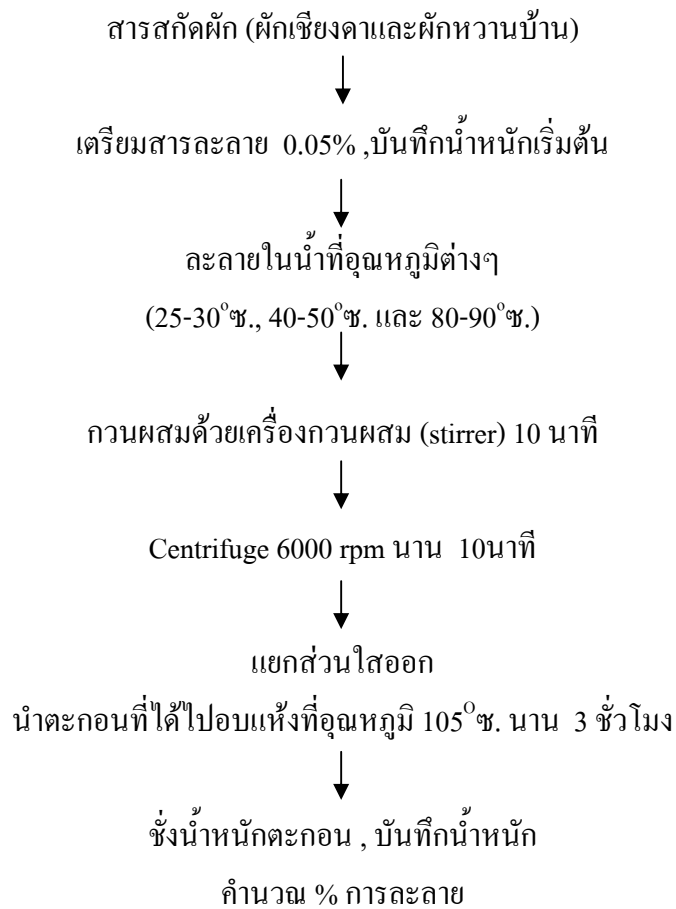 สารสกัดผัก (ผักเชียงดาและผักหวานบ้าน)
เตรียมสารละลาย 0.05% ,บันทึกน้ำหนักเริ่มต้น
ละลายในน้ำที่อุณหภูมิต่างๆ
(25-30°ซ., 40-50°ซ. และ 80-90°ซ.)
กวนผสมด้วยเครื่องกวนผสม (stirrer) 10 นาที
Centrifuge 6000 rpm นาน 10นาที
แยกส่วนใสออก
นำตะกอนที่ได้ไปอบแห้งที่อุณหภูมิ 105°ซ. นาน 3 ชั่วโมง
ชั่งน้ำหนักตะกอน , บันทึกน้ำหนัก
คำนวณ % การละลาย